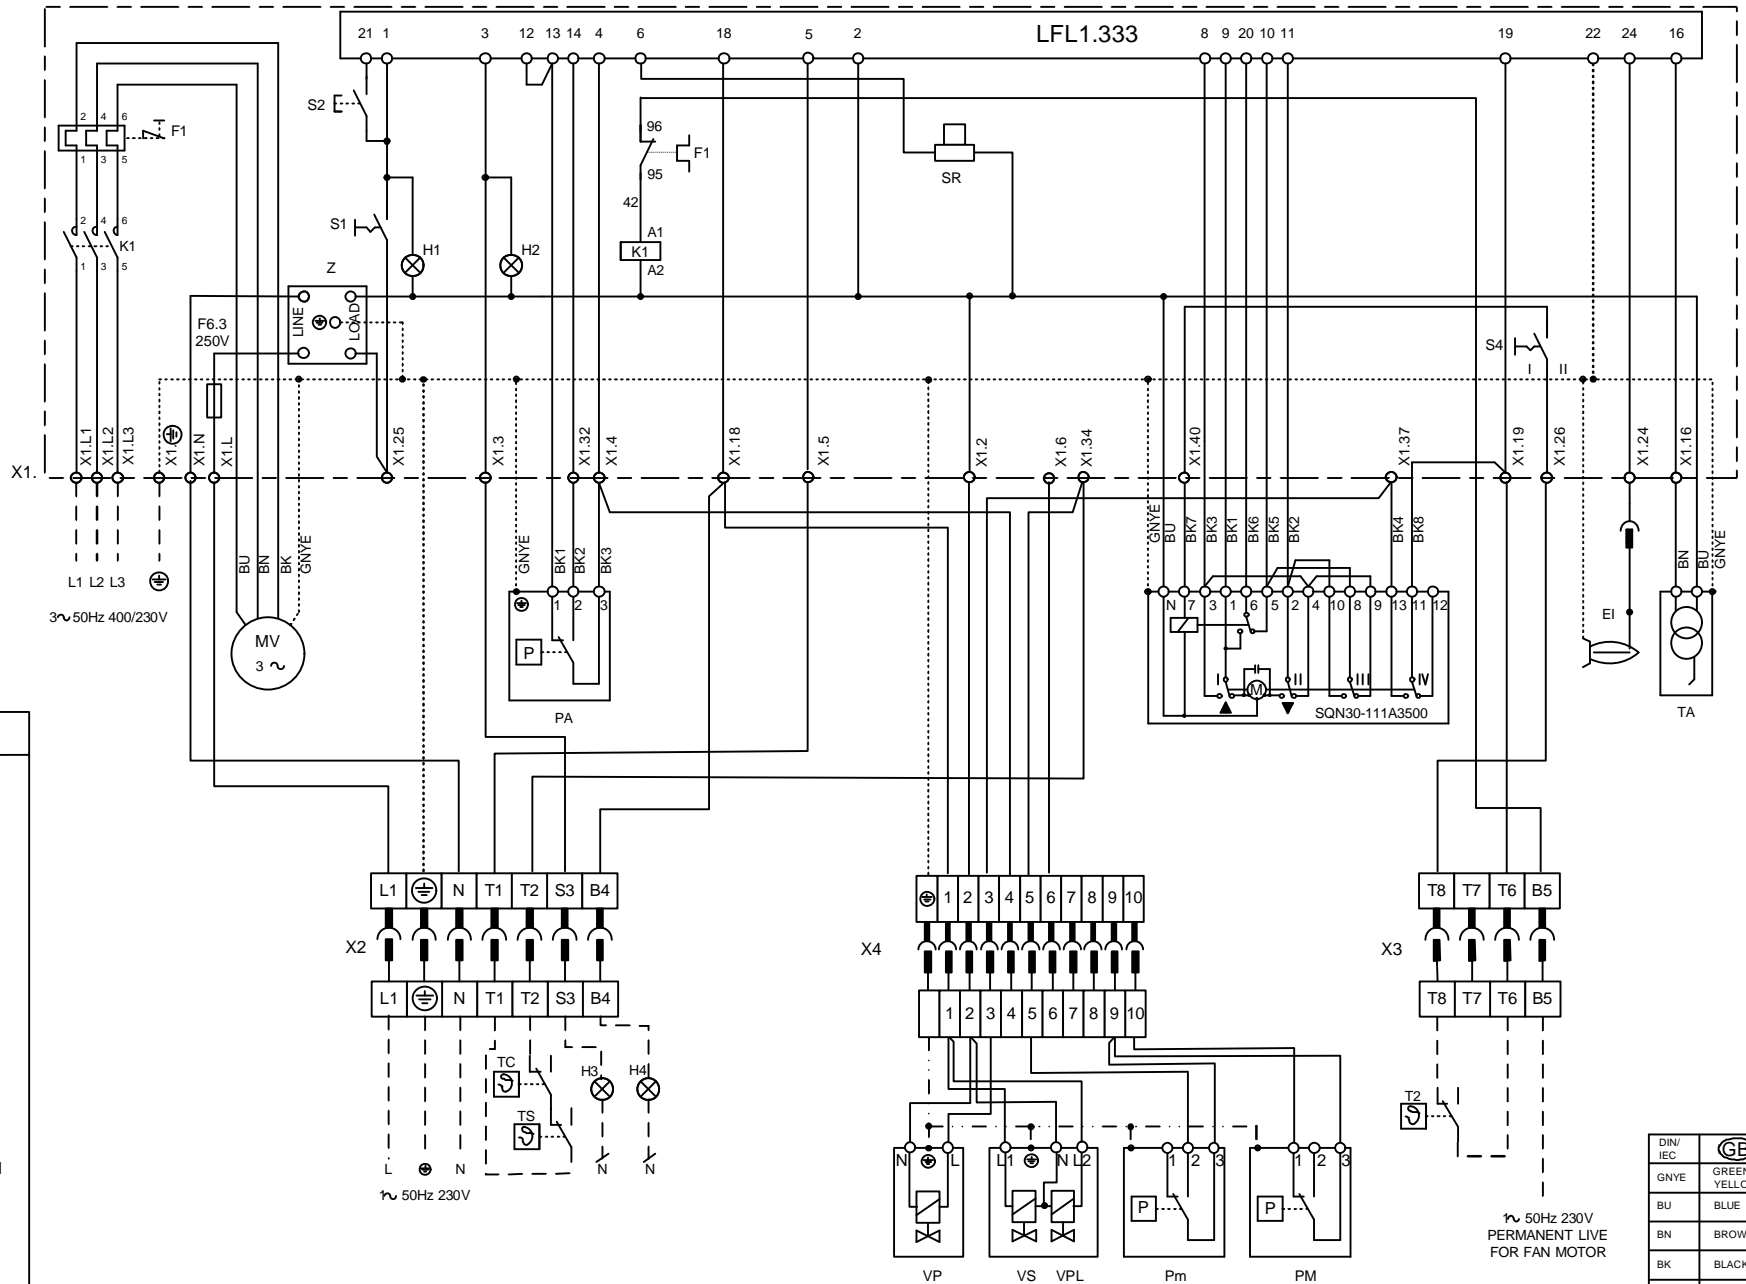 LFL1.333
21 1 3 12 13 14 4 6 18 5 2 8 9 20 10 11 19 22 24 16
S2
2 4 6
F1
1 3 5
96
F1
95
SR
42
2 4 6
K1
1 3 5
S1
H1
H2
A1
K1
A2
Z
LINE
LOAD
F6.3
250V
S4
I II
X1.
X1.L1
X1.L2
X1.L3
X1.
X1.N
X1.L
X1.25
X1.3
X1.32
X1.4
X1.18
X1.5
X1.2
X1.6
X1.34
X1.40
X1.37
X1.19
X1.26
X1.24
X1.16
L1 L2 L3
3~50Hz 400/230V
BU
BN
BK
GNYE
MV
3 ~
GNYE
BK1
BK2
BK3
1 2 3
P
PA
GNYE
BU
BK7
BK3
BK1
BK6
BK5
BK2
BK4
BK8
N 7 3 1 6 5 2 4 10 8 9 13 11 12
I M II III IV
SQN30-111A3500
EI
BN
BU
GNYE
TA
L1 N T1 T2 S3 B4
X2
L1 N T1 T2 S3 B4
TC
TS
H3
H4
L N
N
N
1~ 50Hz 230V
1 2 3 4 5 6 7 8 9 10
X4
1 2 3 4 5 6 7 8 9 10
N L
VP
L1 N L2
VS VPL
1 2 3
P
Pm
1 2 3
P
PM
T8 T7 T6 B5
X3
T8 T7 T6 B5
T2
1~ 50Hz 230V
PERMANENT LIVE
FOR FAN MOTOR
DIN/
IEC
GB
GNYE
GREEN
YELLO
BU BLUE
BN BROW
BK BLACK